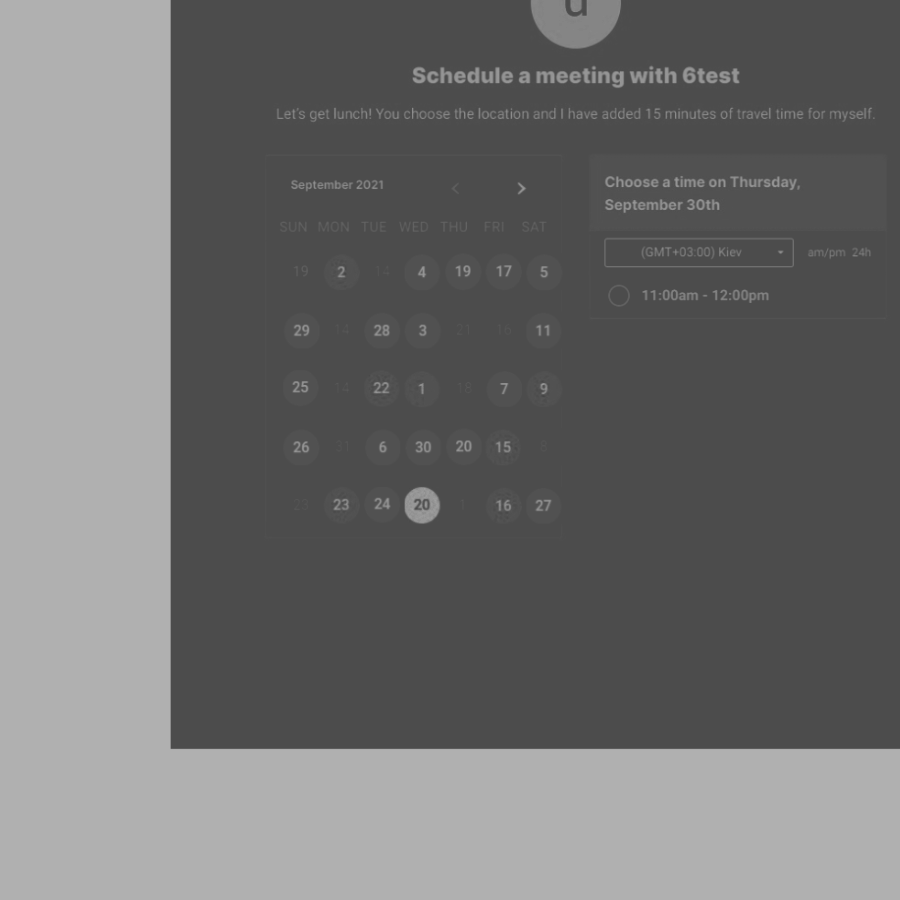 u
Schedule a meeting with 6test
Let's get lunch! You choose the location and I have added 15 minutes of travel time for myself.
September 2021
SUN MON TUE WED THU FRI SAT
19 2 14 4 19 17 5
29 14 28 3 21 18 11
25 14 22 1 18 7 9
26 31 6 30 20 15
23 24 20 1 16 27
Choose a time on Thursday,
September 30th
(GMT+03:00) Kiev am/pm 24h
11:00am - 12:00pm